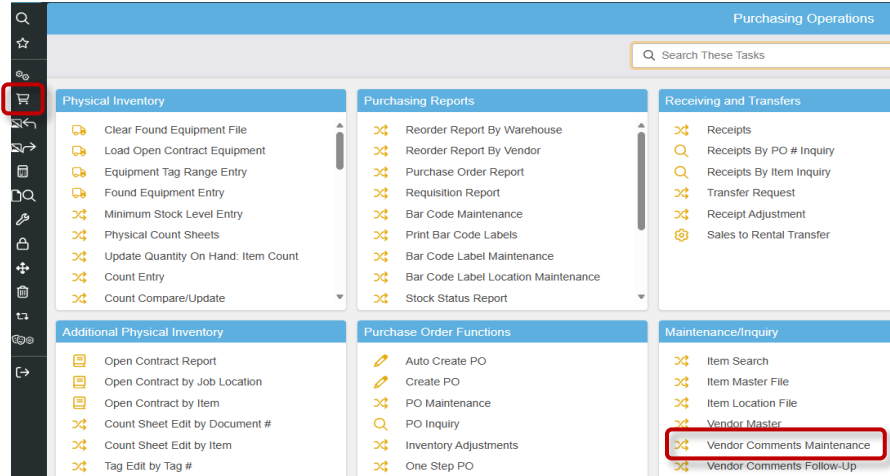 Purchasing Operations
Search These Tasks
Physical Inventory
Clear Found Equipment File
Load Open Contract Equipment
Equipment Tag Range Entry
Found Equipment Entry
Minimum Stock Level Entry
Physical Count Sheets
Update Quantity On Hand: Item Count
Count Entry
Count Compare/Update
Purchasing Reports
Reorder Report By Warehouse
Reorder Report By Vendor
Purchase Order Report
Requisition Report
Bar Code Maintenance
Print Bar Code Labels
Bar Code Label Maintenance
Bar Code Label Location Maintenance
Stock Status Report
Receiving and Transfers
Receipts
Receipts By PO # Inquiry
Receipts By Item Inquiry
Transfer Request
Receipt Adjustment
Sales to Rental Transfer
Additional Physical Inventory
Open Contract Report
Open Contract by Job Location
Open Contract by Item
Count Sheet Edit by Document #
Count Sheet Edit by Item
Tag Edit by Tag #
Purchase Order Functions
Auto Create PO
Create PO
PO Maintenance
PO Inquiry
Inventory Adjustments
One Step PO
Maintenance/Inquiry
Item Search
Item Master File
Item Location File
Vendor Master
Vendor Comments Maintenance
Vendor Comments Follow-Up